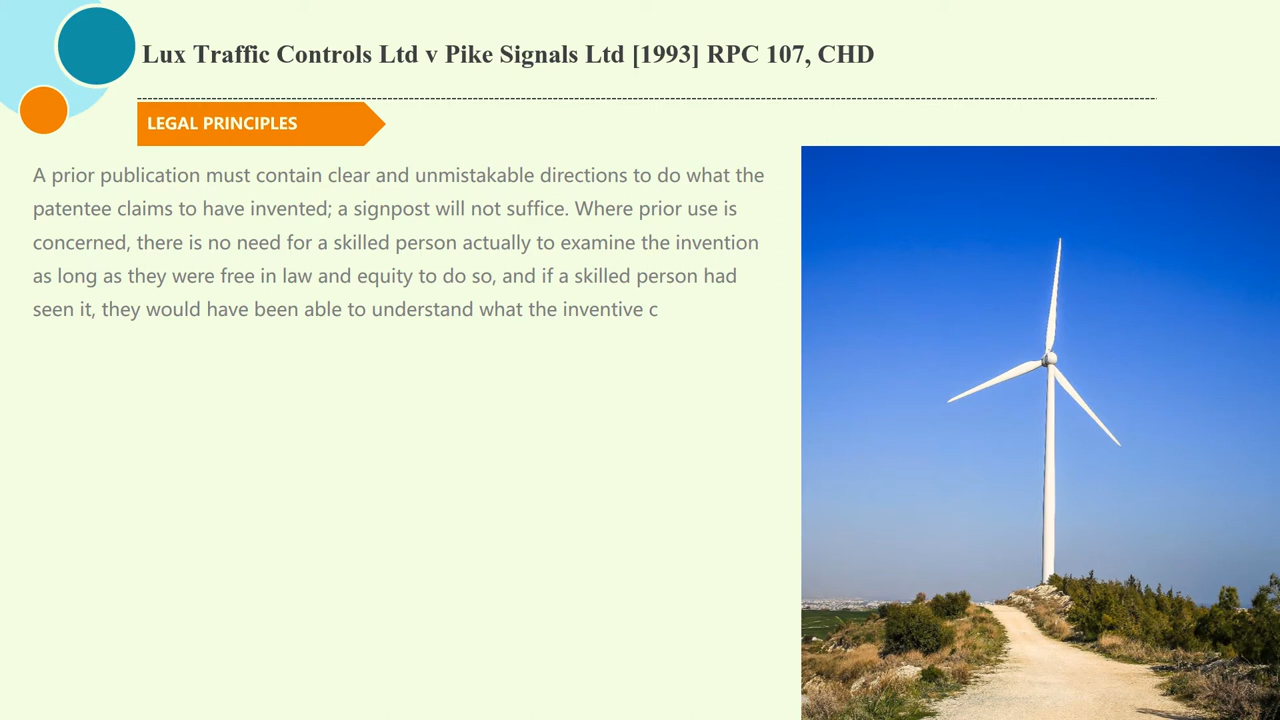 Lux Traffic Controls Ltd v Pike Signals Ltd [1993] RPC 107, CHD
LEGAL PRINCIPLES
A prior publication must contain clear and unmistakable directions to do what the
patentee claims to have invented; a signpost will not suffice. Where prior use is
concerned, there is no need for a skilled person actually to examine the invention
as long as they were free in law and equity to do so, and if a skilled person had
seen it, they would have been able to understand what the inventive c